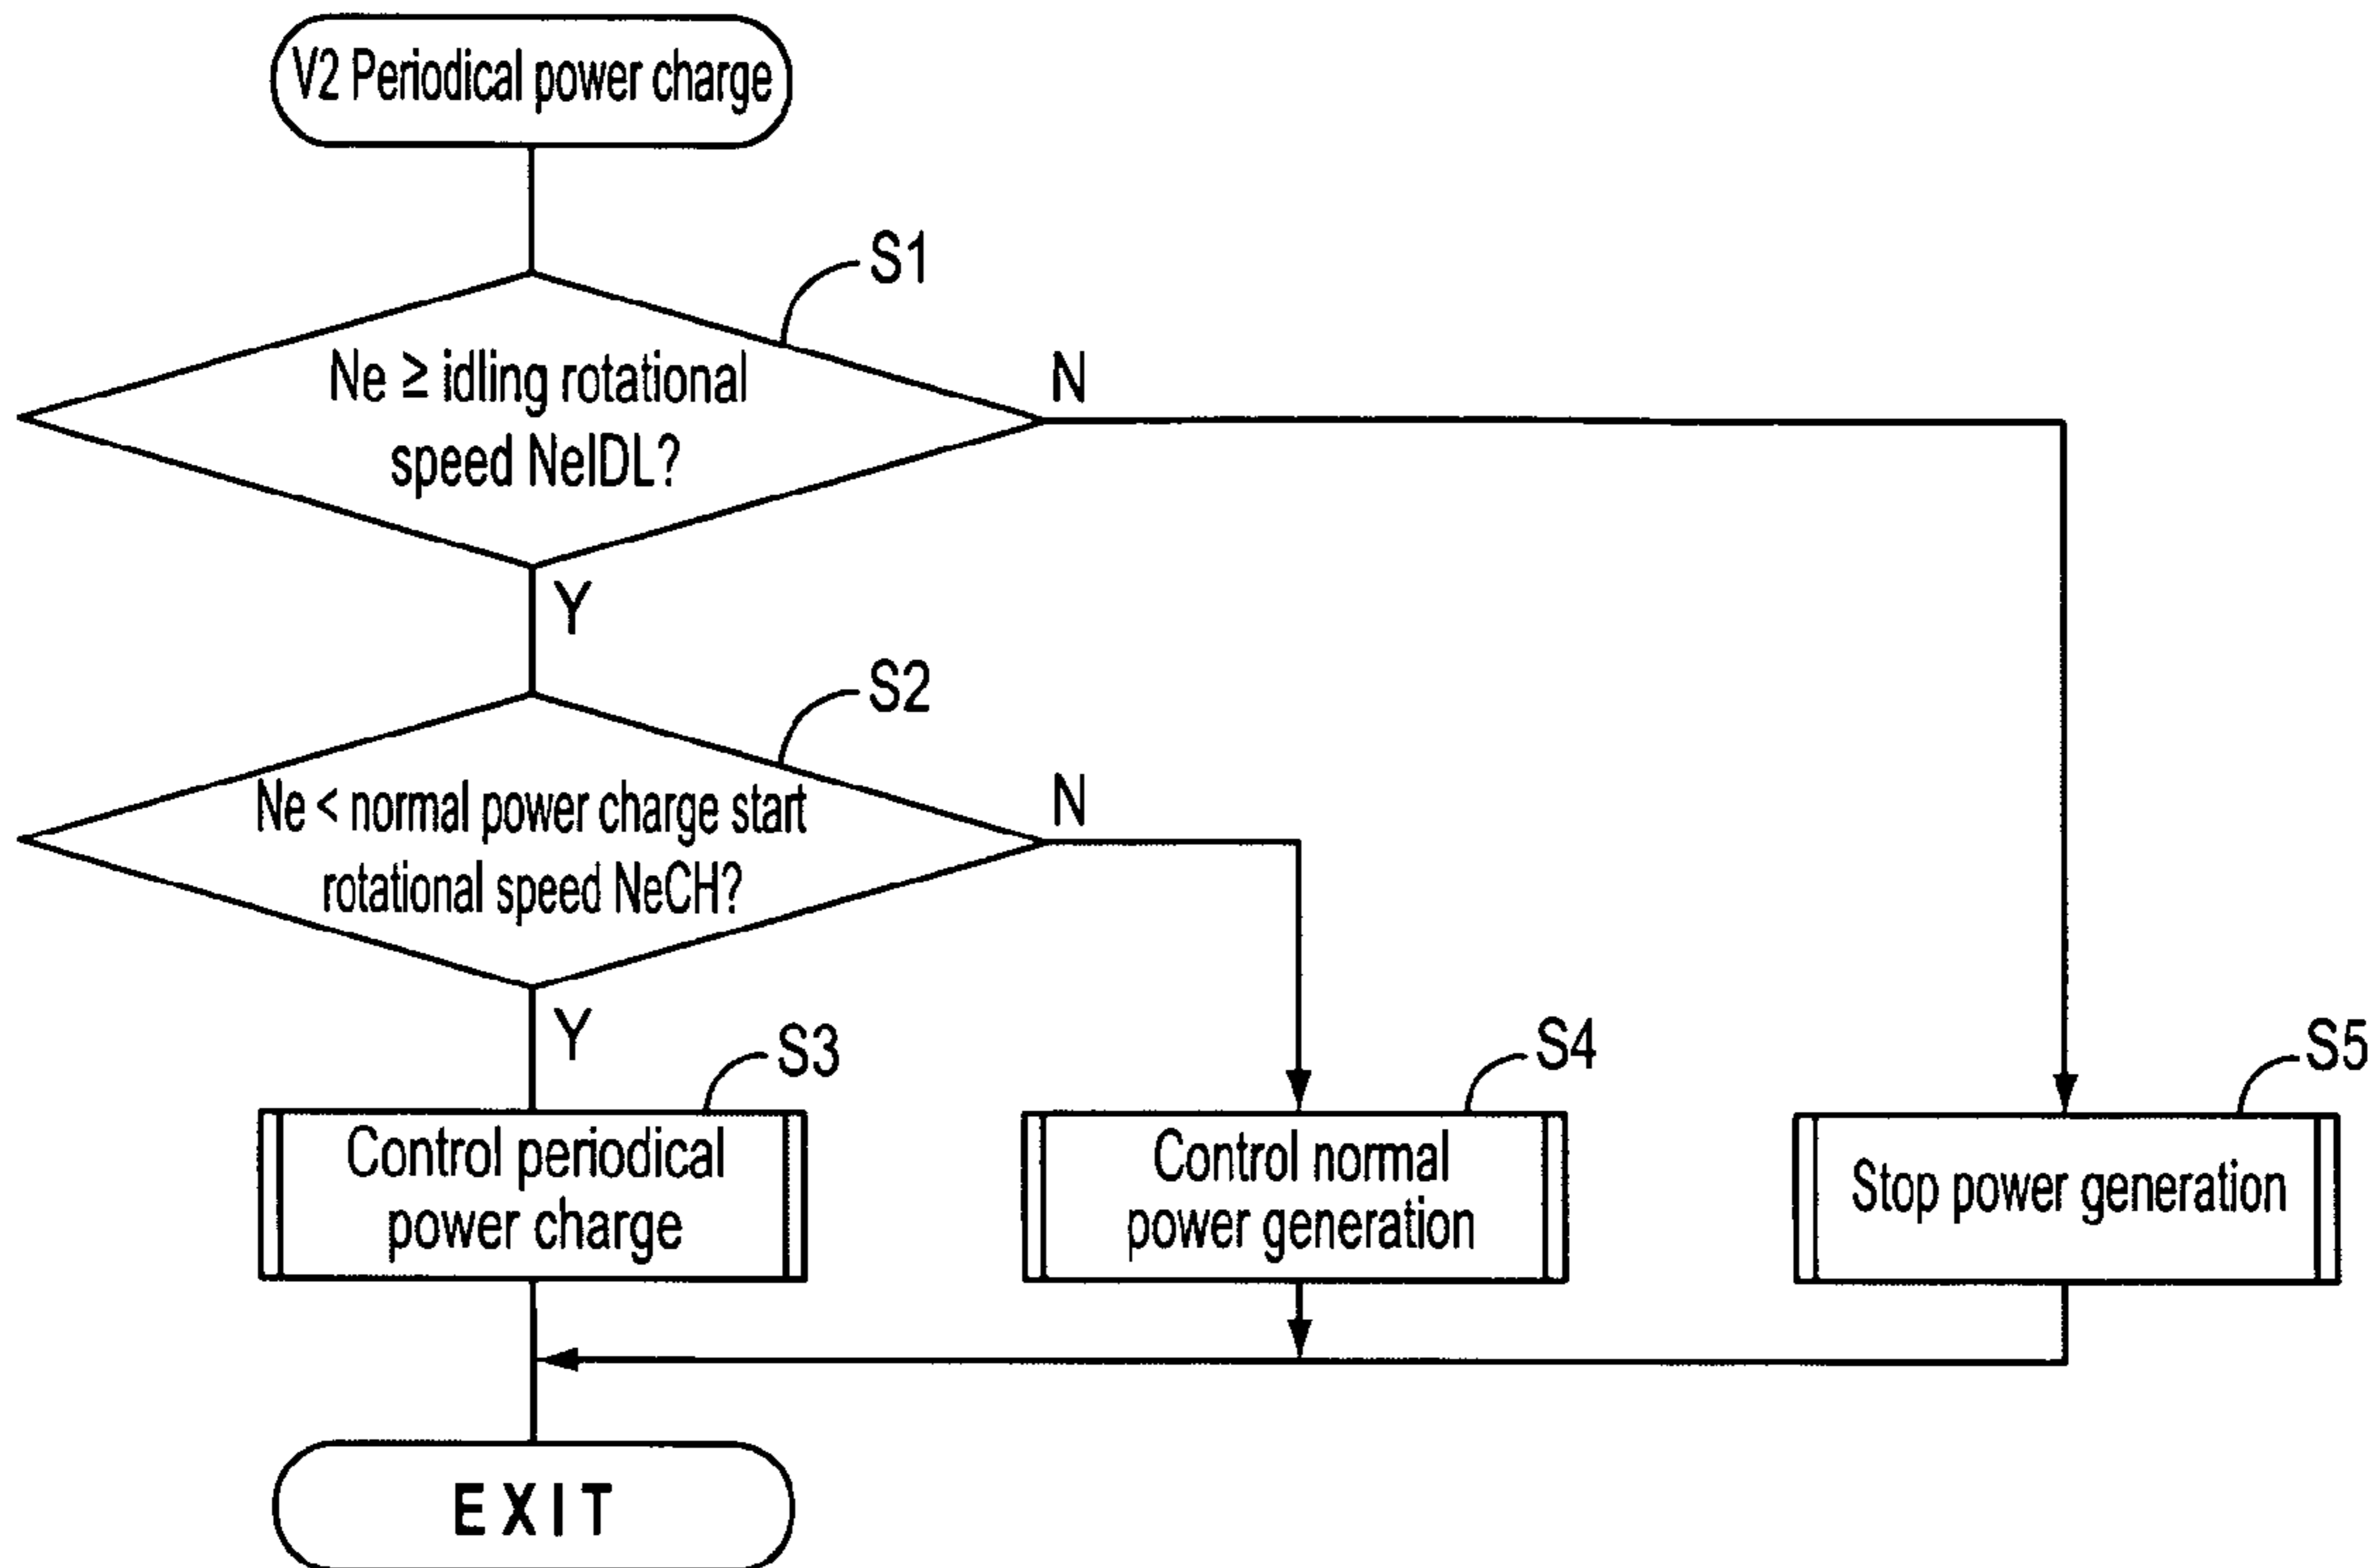 V2 Periodical power charge
S1
Ne ≥ idling rotational
speed NeIDL?
N
Y
S2
Ne < normal power charge start
rotational speed NeCH?
N
Y
S3
Control periodical
power charge
S4
Control normal
power generation
S5
Stop power generation
EXIT